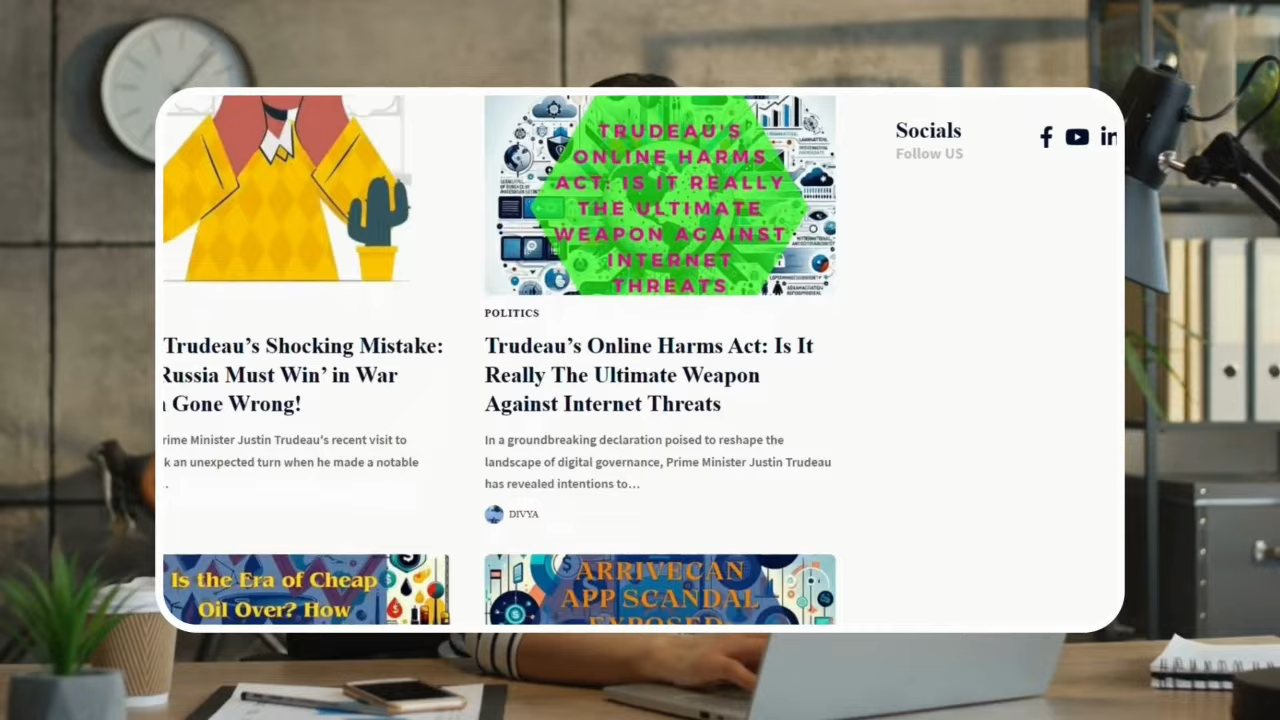 TRUDEAU'S
ONLINE HARMS
ACT: IS IT REALLY
THE ULTIMATE
WEAPON AGAINST
INTERNET
THREATS
Socials
Follow US
POLITICS
Trudeau's Shocking Mistake:
Russia Must Win' in War
Gone Wrong!
Trudeau's Online Harms Act: Is It
Really The Ultimate Weapon
Against Internet Threats
rime Minister Justin Trudeau's recent visit to
k an unexpected turn when he made a notable
In a groundbreaking declaration poised to reshape the
landscape of digital governance, Prime Minister Justin Trudeau
has revealed intentions to…
DIVYA
Is the Era of Cheap
Oil Over? How
ARRIVECAN
APP SCANDAL
EXPOSED